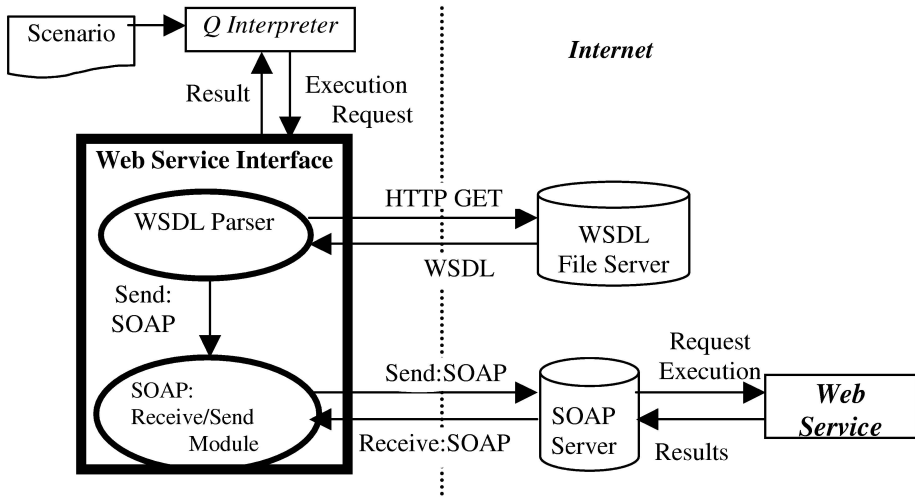 Scenario
Q Interpreter
Internet
Result
Execution
Request
Web Service Interface
HTTP GET
WSDL Parser
WSDL
File Server
WSDL
Send:
SOAP
Request
Execution
Send:SOAP
SOAP:
Receive/Send
Module
SOAP
Server
Web
Service
Receive:SOAP
Results